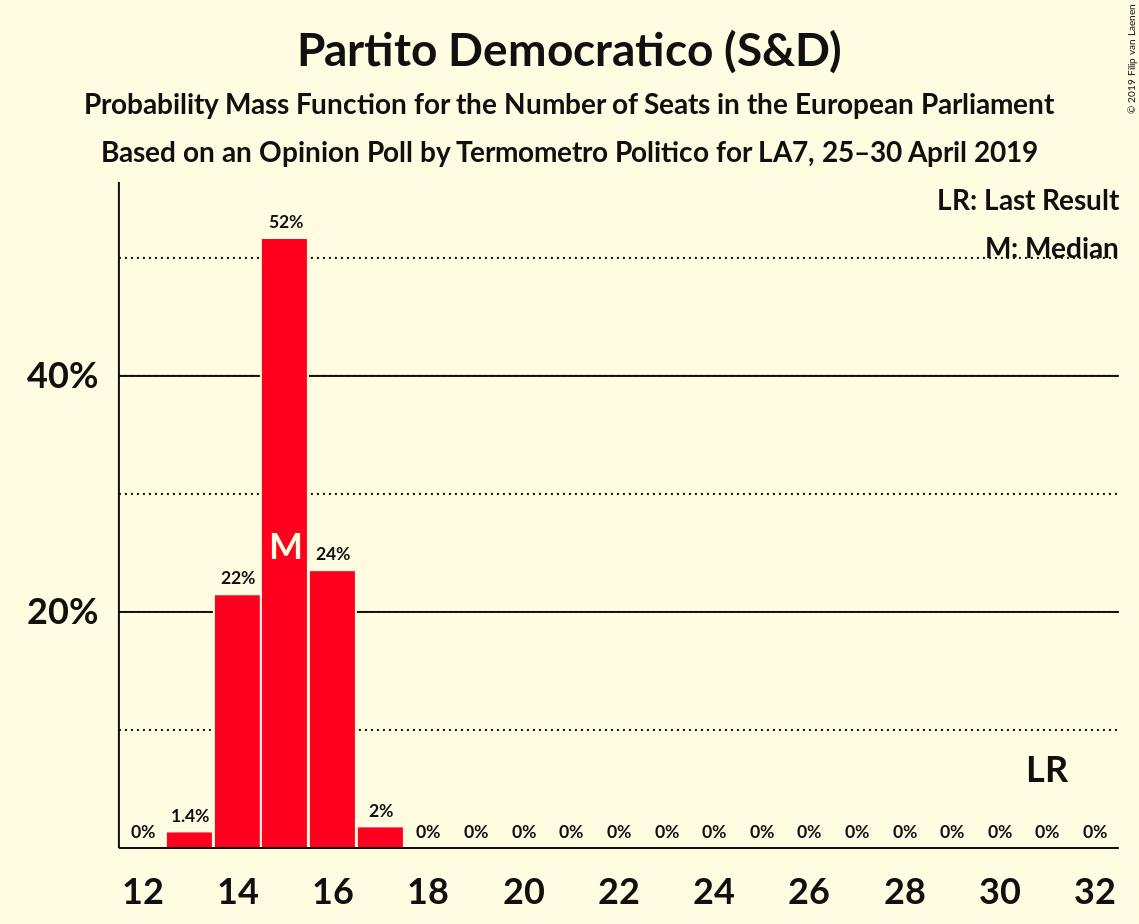 Partito Democratico (S&D)
Probability Mass Function for the Number of Seats in the European Parliament
Based on an Opinion Poll by Termometro Politico for LA7, 25–30 April 2019
© 2019 Filip van Laenen
LR: Last Result
M: Median
52%
40%
M
24%
22%
20%
LR
1.4%
2%
0% 0% 0% 0% 0% 0% 0% 0% 0% 0% 0% 0% 0% 0% 0% 0%
12 14 16 18 20 22 24 26 28 30 32